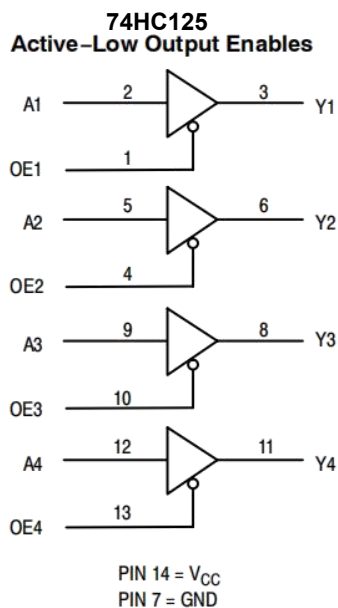 74HC125
Active–Low Output Enables
A1 2 3 Y1
OE1 1
A2 5 6 Y2
OE2 4
A3 9 8 Y3
OE3 10
A4 12 11 Y4
OE4 13
PIN 14 = VCC
PIN 7 = GND